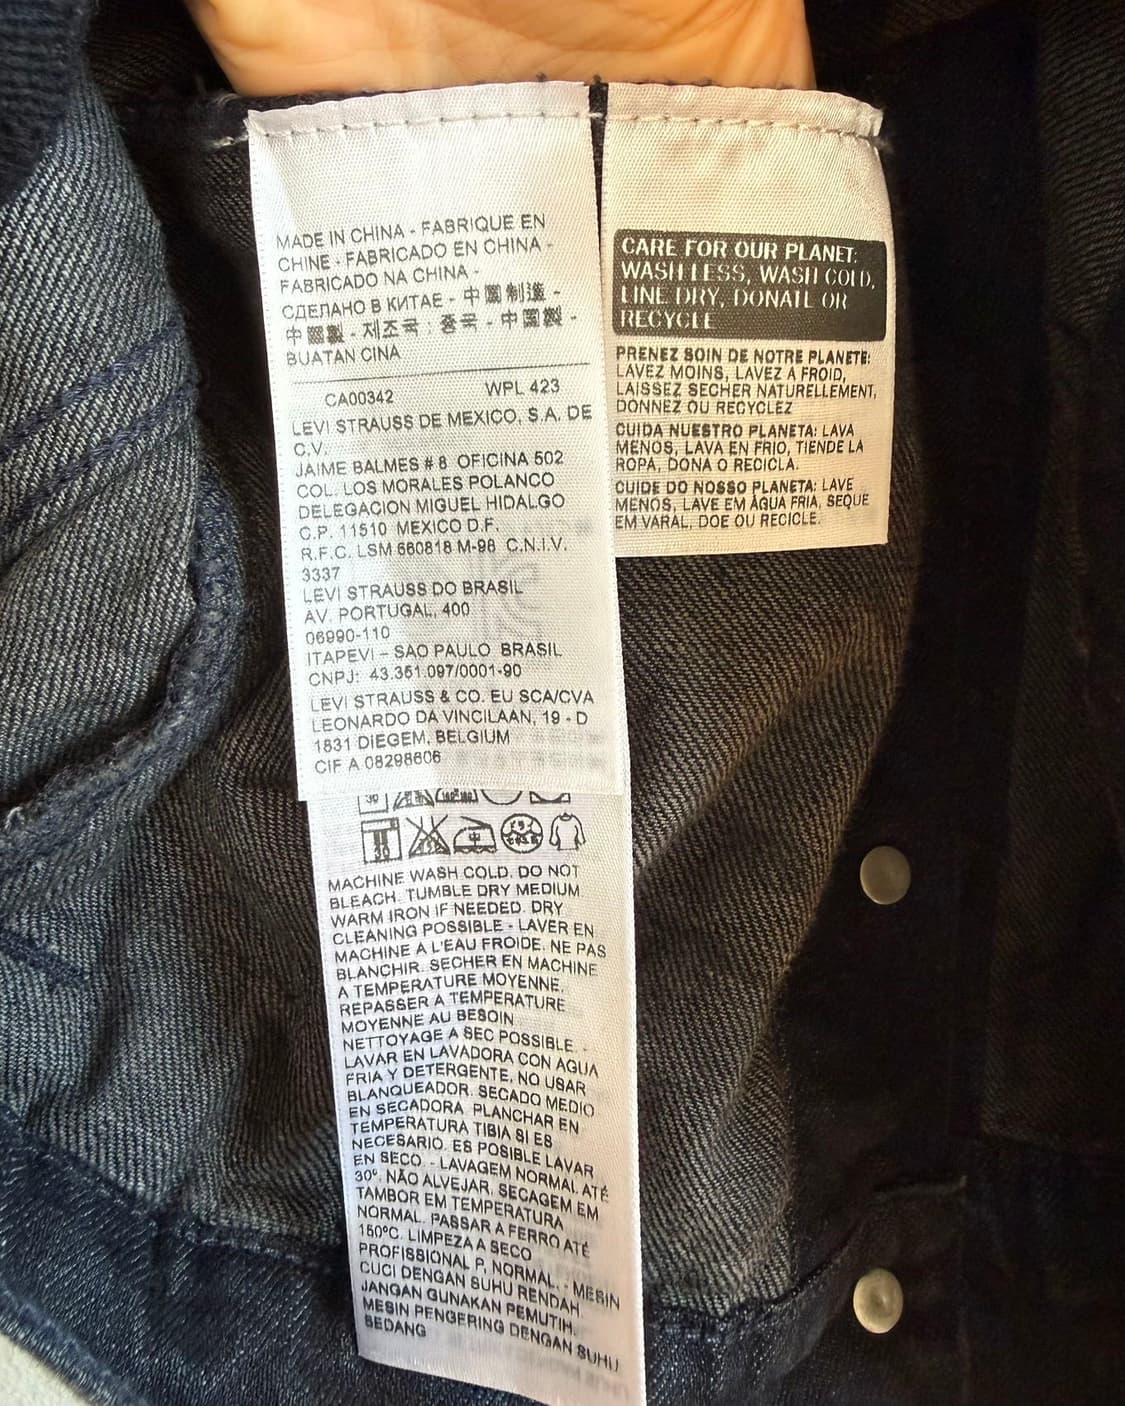 MADE IN CHINA - FABRIQUE EN
CHINE - FABRICADO EN CHINA -
FABRICADO NA CHINA -
СДЕЛАНО В КИТАЕ - 中國制造 -
中國製 - 제조국 : 중국 - 中国製 -
BUATAN CINA
CA00342 WPL 423
LEVI STRAUSS DE MEXICO, S.A. DE
C.V.
JAIME BALMES # 8 OFICINA 502
COL. LOS MORALES POLANCO
DELEGACION MIGUEL HIDALGO
C.P. 11510 MEXICO D.F.
R.F.C. LSM 660818 M-98 C.N.I.V.
3337
LEVI STRAUSS DO BRASIL
AV. PORTUGAL, 400
06990-110
ITAPEVI – SAO PAULO BRASIL
CNPJ: 43.351.097/0001-90
LEVI STRAUSS & CO. EU SCA/CVA
LEONARDO DA VINCILAAN, 19 - D
1831 DIEGEM, BELGIUM
CIF A 08298606
30
30
MACHINE WASH COLD. DO NOT
BLEACH. TUMBLE DRY MEDIUM
WARM IRON IF NEEDED. DRY
CLEANING POSSIBLE - LAVER EN
MACHINE A L'EAU FROIDE. NE PAS
BLANCHIR. SECHER EN MACHINE
A TEMPERATURE MOYENNE.
REPASSER A TEMPERATURE
MOYENNE AU BESOIN
NETTOYAGE A SEC POSSIBLE. -
LAVAR EN LAVADORA CON AGUA
FRIA Y DETERGENTE. NO USAR
BLANQUEADOR. SECADO MEDIO
EN SECADORA. PLANCHAR EN
TEMPERATURA TIBIA SI ES
NECESARIO. ES POSIBLE LAVAR
EN SECO - LAVAGEM NORMAL ATÉ
30°. NÃO ALVEJAR. SECAGEM EM
TAMBOR EM TEMPERATURA
NORMAL. PASSAR A FERRO ATÉ
150°C. LIMPEZA A SECO
PROFISSIONAL P, NORMAL. - MESIN
CUCI DENGAN SUHU RENDAH
JANGAN GUNAKAN PEMUTIH.
MESIN PENGERING DENGAN SUHU
SEDANG
CARE FOR OUR PLANET:
WASH LESS, WASH COLD,
LINE DRY, DONATE OR
RECYCLE
PRENEZ SOIN DE NOTRE PLANETE:
LAVEZ MOINS, LAVEZ A FROID,
LAISSEZ SECHER NATURELLEMENT,
DONNEZ OU RECYCLEZ
CUIDA NUESTRO PLANETA: LAVA
MENOS, LAVA EN FRIO, TIENDE LA
ROPA, DONA O RECICLA.
CUIDE DO NOSSO PLANETA: LAVE
MENOS, LAVE EM ÁGUA FRIA, SEQUE
EM VARAL, DOE OU RECICLE.